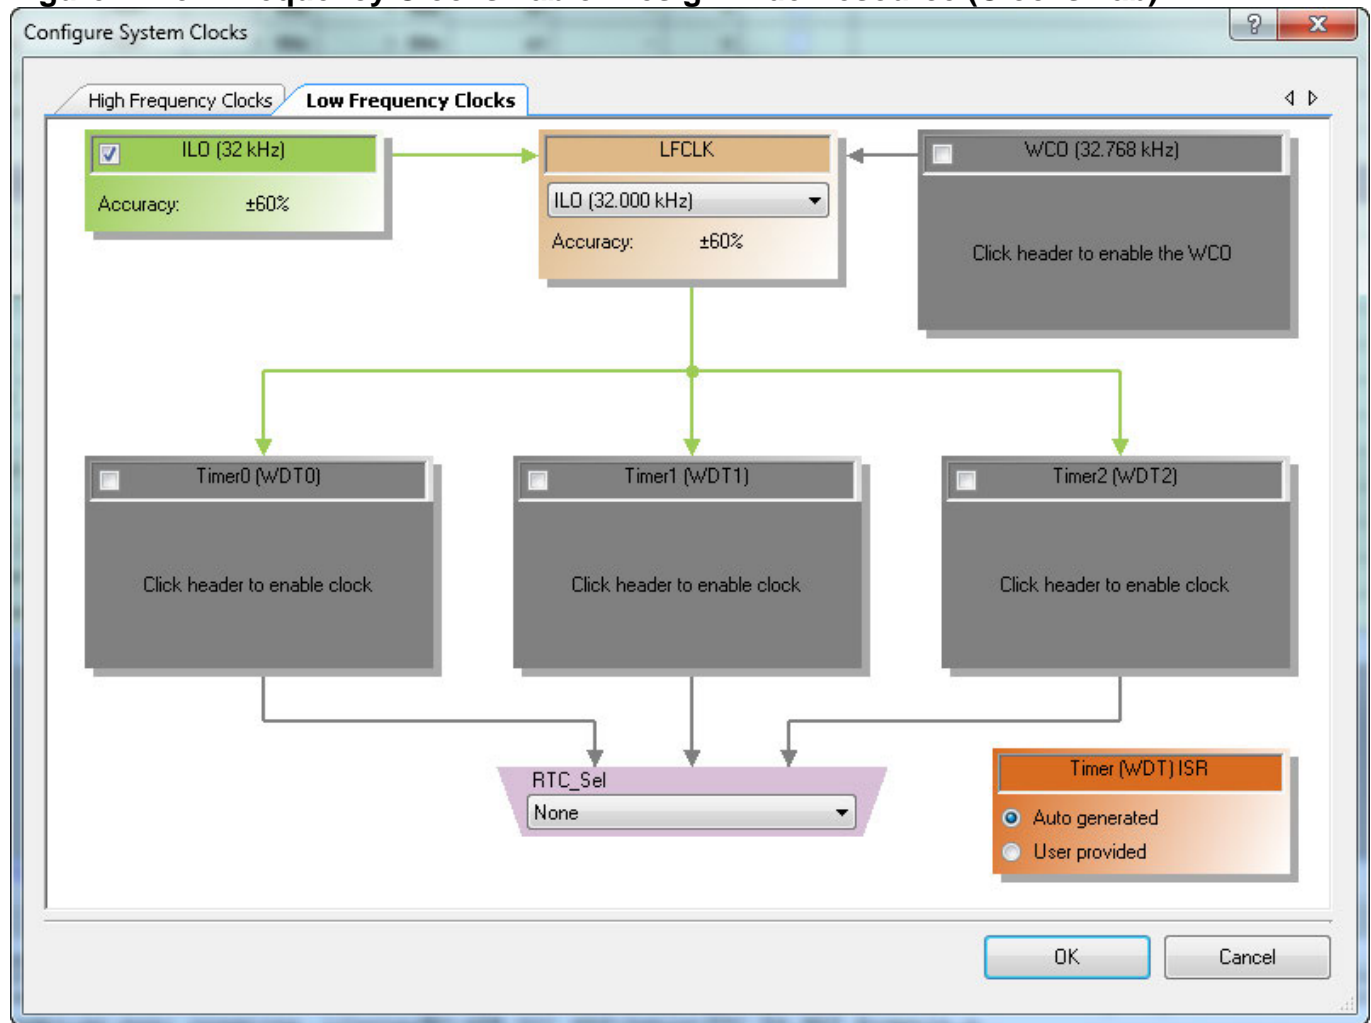 Configure System Clocks
High Frequency Clocks
Low Frequency Clocks
ILO (32 kHz)
Accuracy: ±60%
LFCLK
ILO (32.000 kHz)
Accuracy: ±60%
WCO (32.768 kHz)
Click header to enable the WCO
Timer0 (WDT0)
Click header to enable clock
Timer1 (WDT1)
Click header to enable clock
Timer2 (WDT2)
Click header to enable clock
RTC_Sel
None
Timer (WDT) ISR
Auto generated
User provided
OK
Cancel